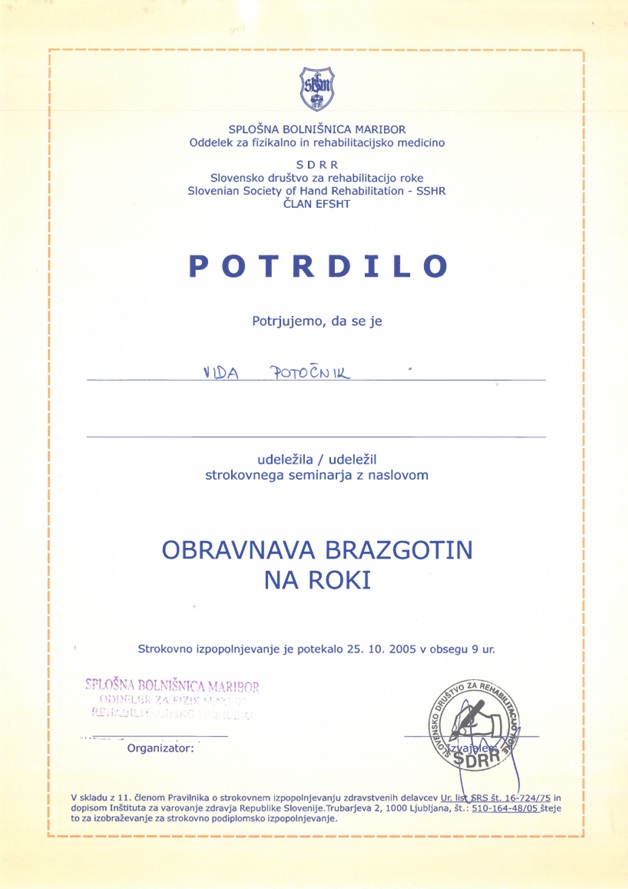 SPLOŠNA BOLNIŠNICA MARIBOR
Oddelek za fizikalno in rehabilitacijsko medicino
S D R R
Slovensko društvo za rehabilitacijo roke
Slovenian Society of Hand Rehabilitation - SSHR
ČLAN EFSHT
POTRDILO
Potrjujemo, da se je
VIDA POTOČNIK
udeležila / udeležil
strokovnega seminarja z naslovom
OBRAVNAVA BRAZGOTIN
NA ROKI
Strokovno izpopolnjevanje je potekalo 25. 10. 2005 v obsegu 9 ur.
SPLOŠNA BOLNIŠNICA MARIBOR
ODDELEK ZA
SLOVENSKO DRUŠTVO ZA REHABILITACIJO ROKE
SDRR
Organizator:
V skladu z 11. členom Pravilnika o strokovnem izpopolnjevanju zdravstvenih delavcev Ur. list SRS št. 16-724/75 in
dopisom Inštituta za varovanje zdravja Republike Slovenije.Trubarjeva 2, 1000 Ljubljana, št.: 510-164-48/05 šteje
to za izobraževanje za strokovno podiplomsko izpopolnjevanje.